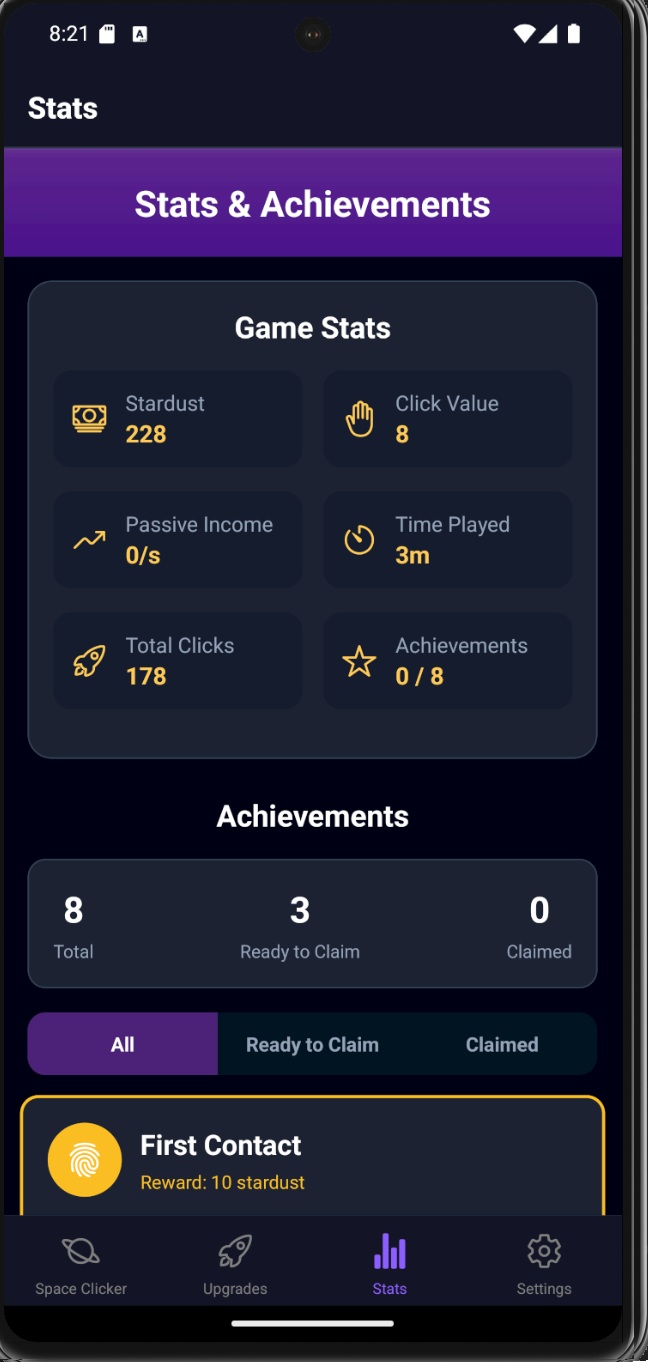 8:21
A
Stats
Stats & Achievements
Game Stats
Stardust
228
Click Value
8
Passive Income
0/s
Time Played
3m
Total Clicks
178
Achievements
0 / 8
Achievements
8
Total
3
Ready to Claim
0
Claimed
All
Ready to Claim
Claimed
First Contact
Reward: 10 stardust
Space Clicker
Upgrades
Stats
Settings